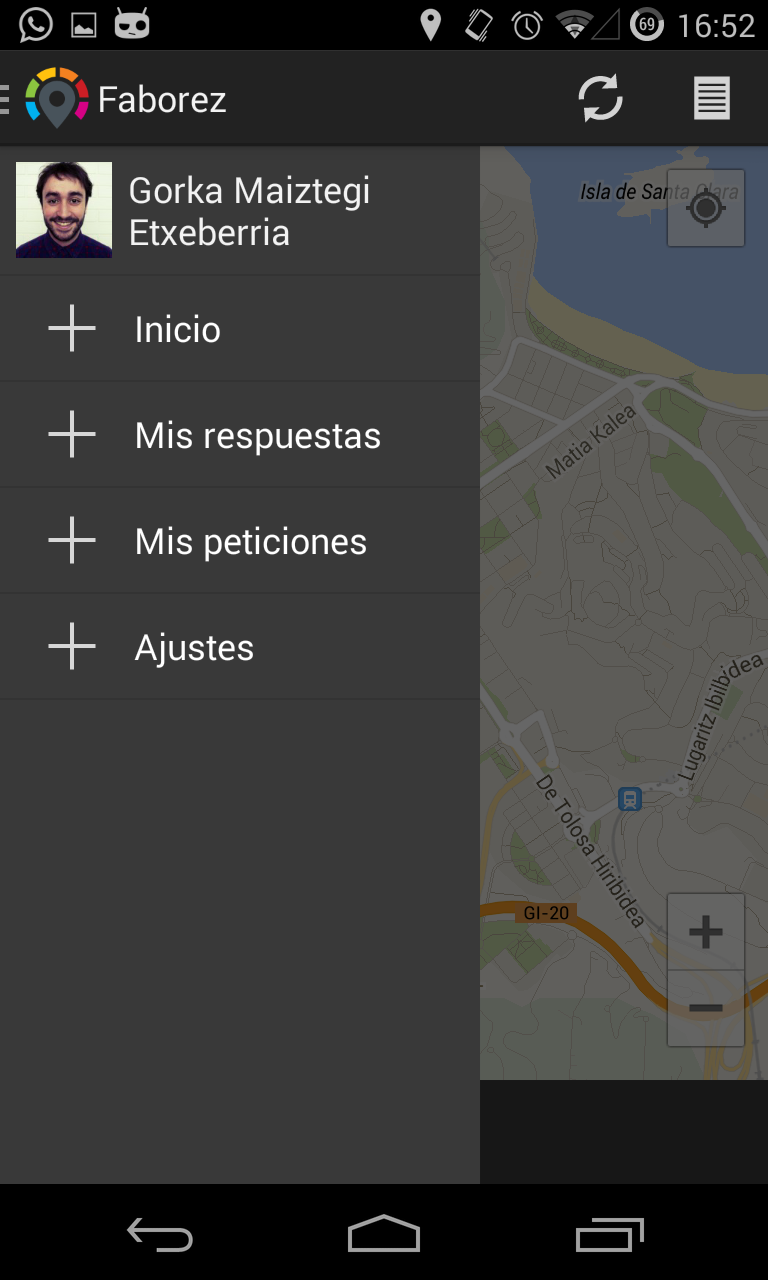 69 16:52
Faborez
Gorka Maiztegi
Etxeberria
Inicio
Mis respuestas
Mis peticiones
Ajustes
Isla de Santa Clara
Matia Kalea
Lugaritz Ibilbidea
De Tolosa Hiribidea
GI-20